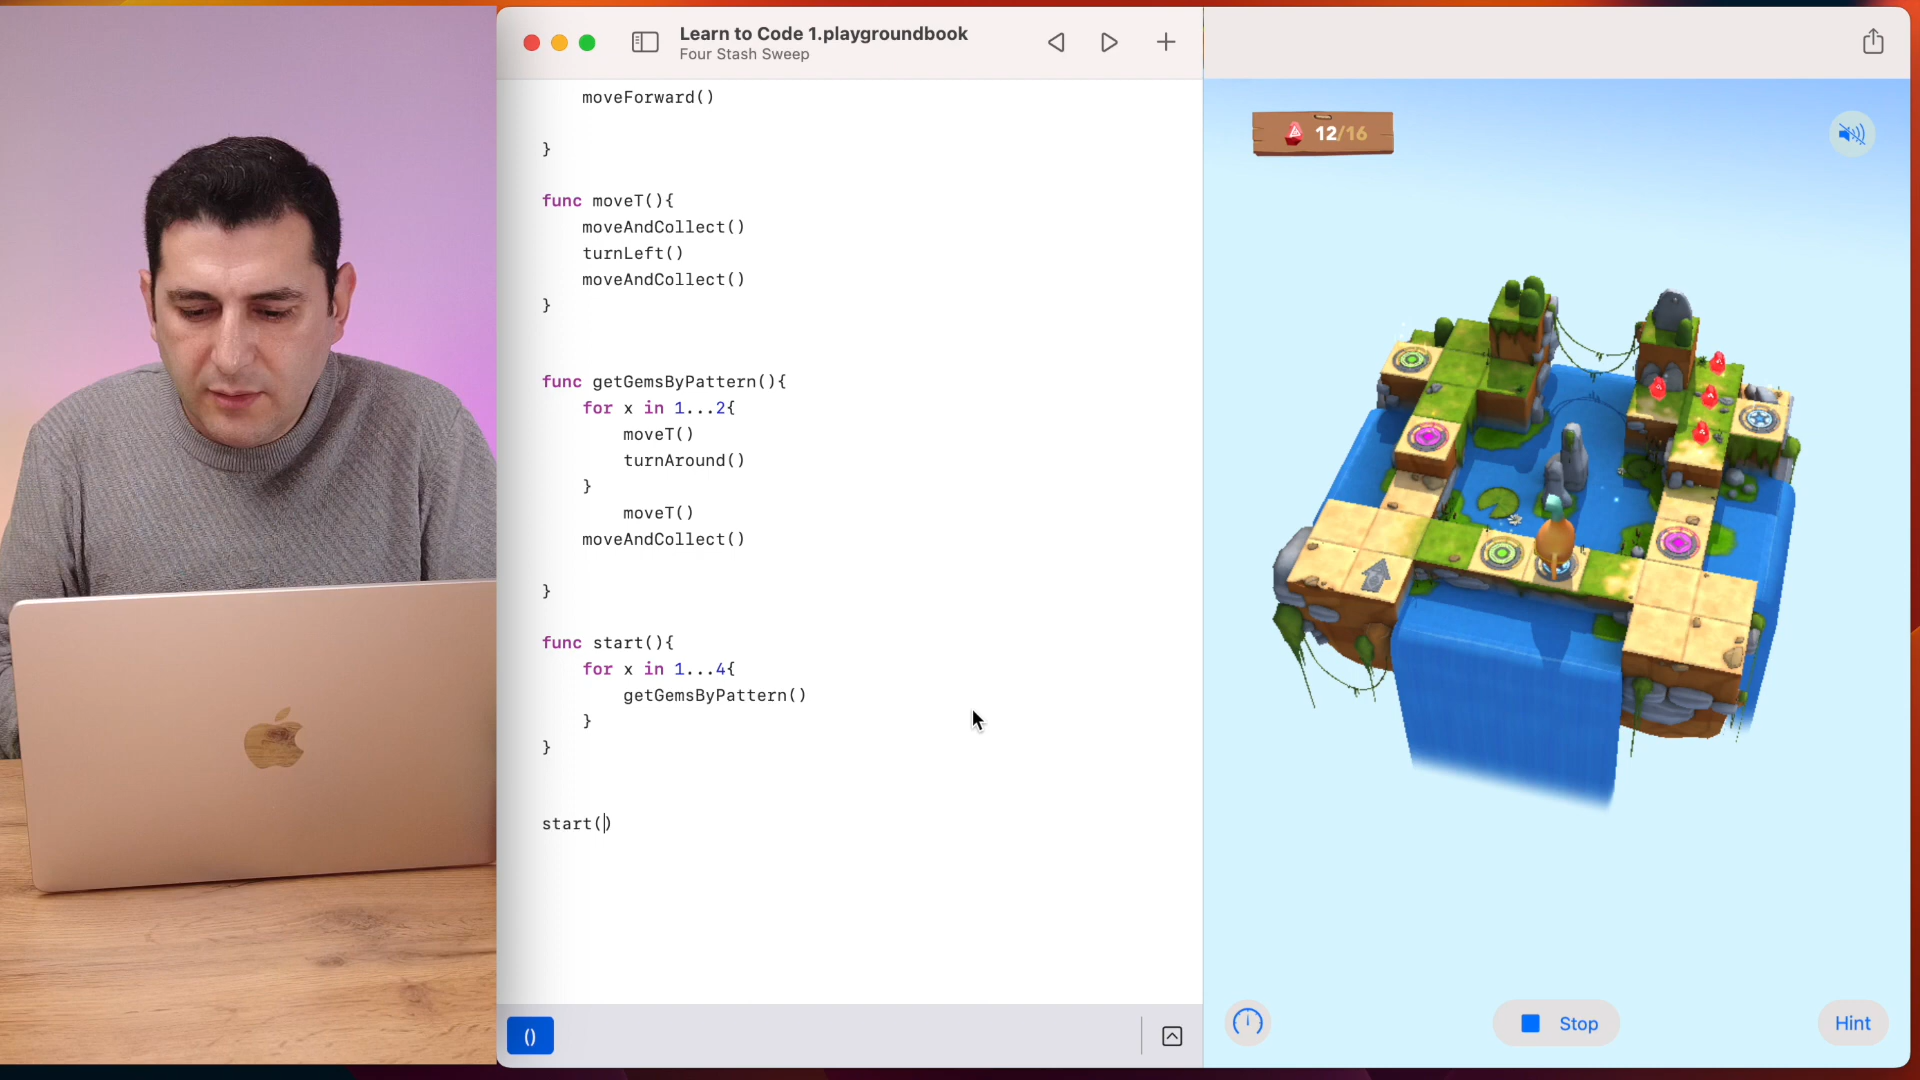 Learn to Code 1.playgroundbook
Four Stash Sweep
moveForward()
}
func moveT(){
moveAndCollect()
turnLeft()
moveAndCollect()
}
func getGemsByPattern(){
for x in 1...2{
moveT()
turnAround()
}
moveT()
moveAndCollect()
}
func start(){
for x in 1...4{
getGemsByPattern()
}
}
start()
()
12/16
Stop
Hint